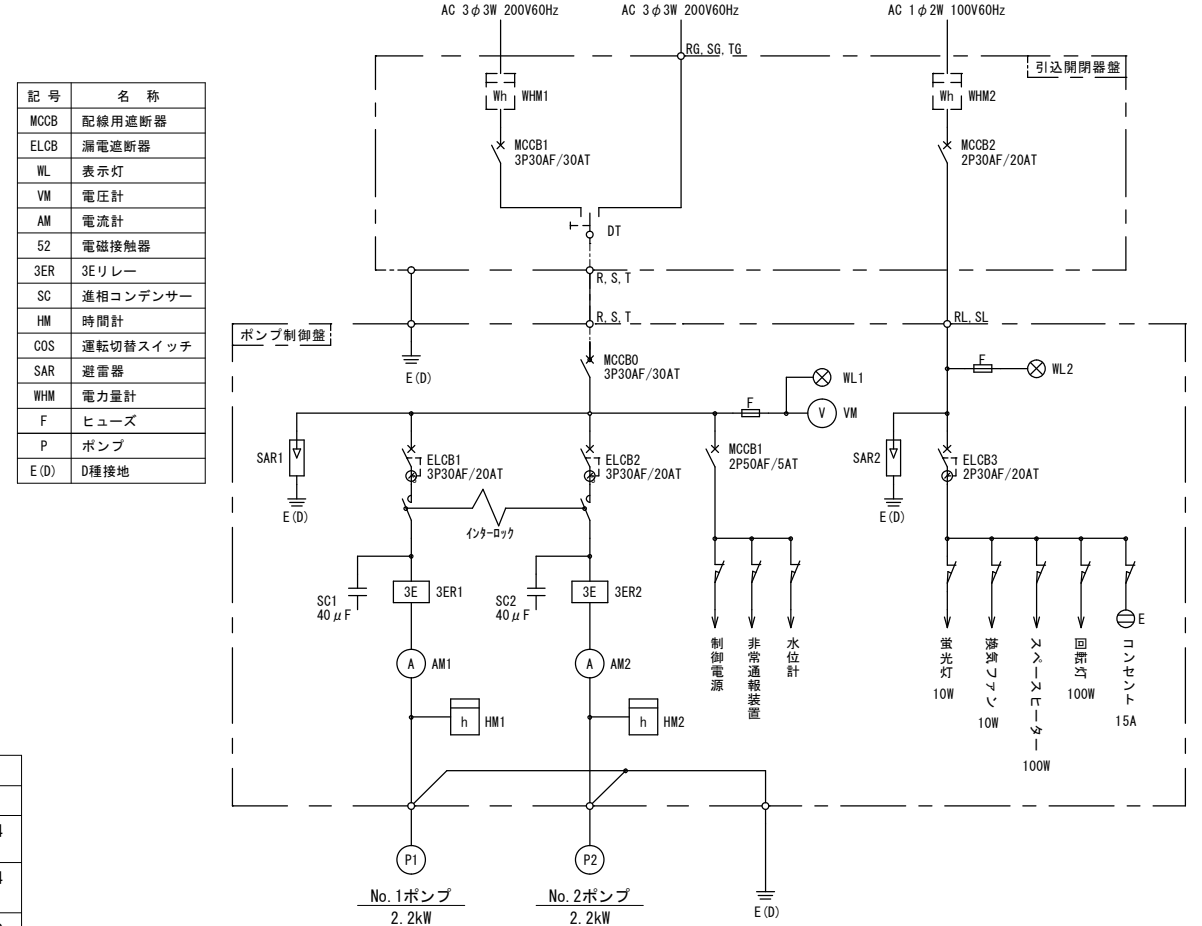 AC 3φ3W 200V60Hz
AC 3φ3W 200V60Hz
AC 1φ2W 100V60Hz
RG, SG, TG
引込開閉器盤
Wh WHM1
Wh WHM2
MCCB1
3P30AF/30AT
MCCB2
2P30AF/20AT
DT
R, S, T
R, S, T
RL, SL
記号 名称
MCCB 配線用遮断器
ELCB 漏電遮断器
WL 表示灯
VM 電圧計
AM 電流計
52 電磁接触器
3ER 3Eリレー
SC 進相コンデンサー
HM 時間計
COS 運転切替スイッチ
SAR 避雷器
WHM 電力量計
F ヒューズ
P ポンプ
E(D) D種接地
ポンプ制御盤
E(D)
MCCB0
3P30AF/30AT
WL1
F
V VM
F
WL2
SAR1
E(D)
ELCB1
3P30AF/20AT
ELCB2
3P30AF/20AT
MCCB1
2P50AF/5AT
SAR2
E(D)
ELCB3
2P30AF/20AT
インターロック
SC1
40μF
3E 3ER1
SC2
40μF
3E 3ER2
A AM1
A AM2
h HM1
h HM2
制御電源
非常通報装置
水位計
蛍光灯
10W
換気ファン
10W
スペースヒーター
100W
回転灯
100W
E
コンセント
15A
P1
P2
No.1ポンプ
2.2kW
No.2ポンプ
2.2kW
E(D)
4
4